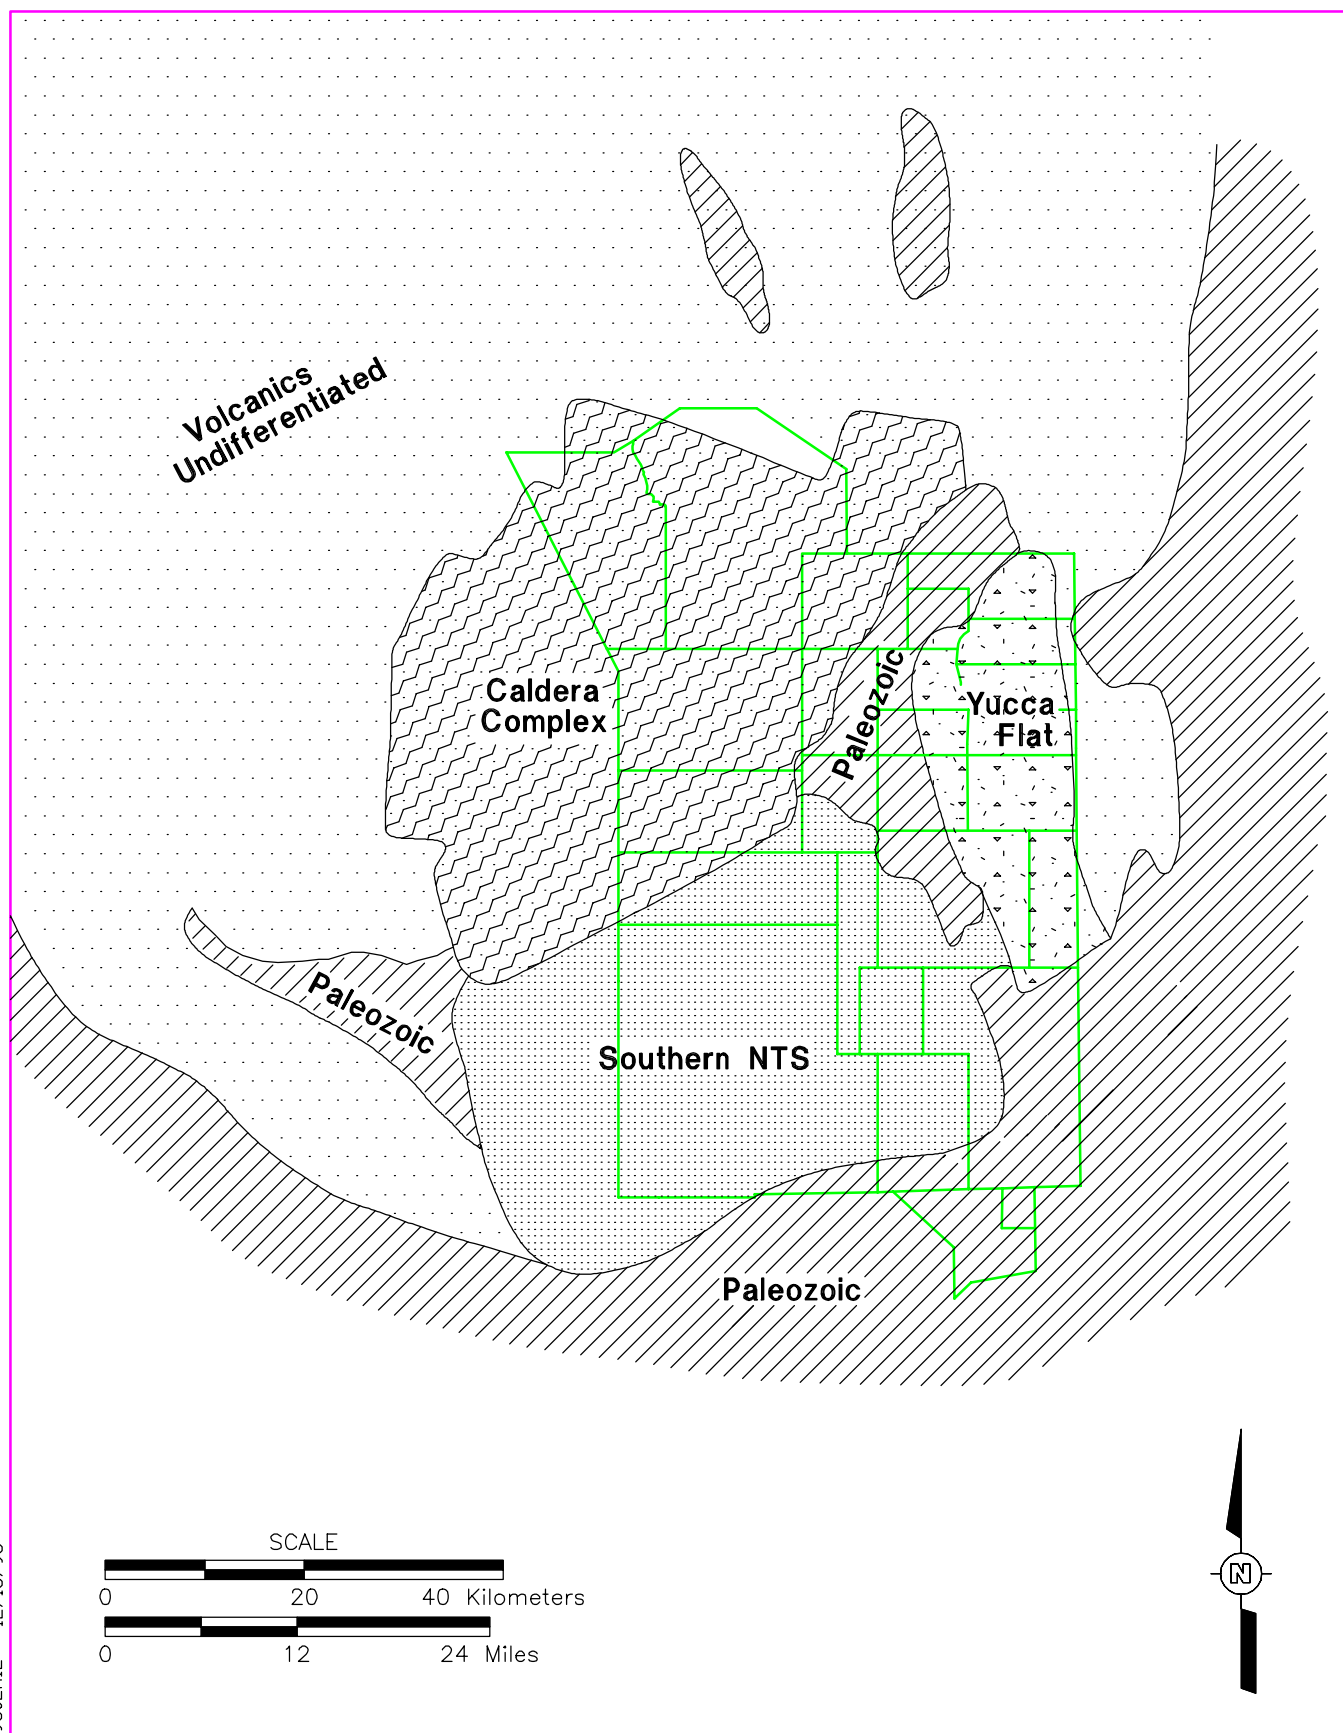 Volcanics
Undifferentiated
Caldera
Complex
Paleozoic
Yucca
Flat
Paleozoic
Southern NTS
Paleozoic
SCALE
0 20 40 Kilometers
0 12 24 Miles
N